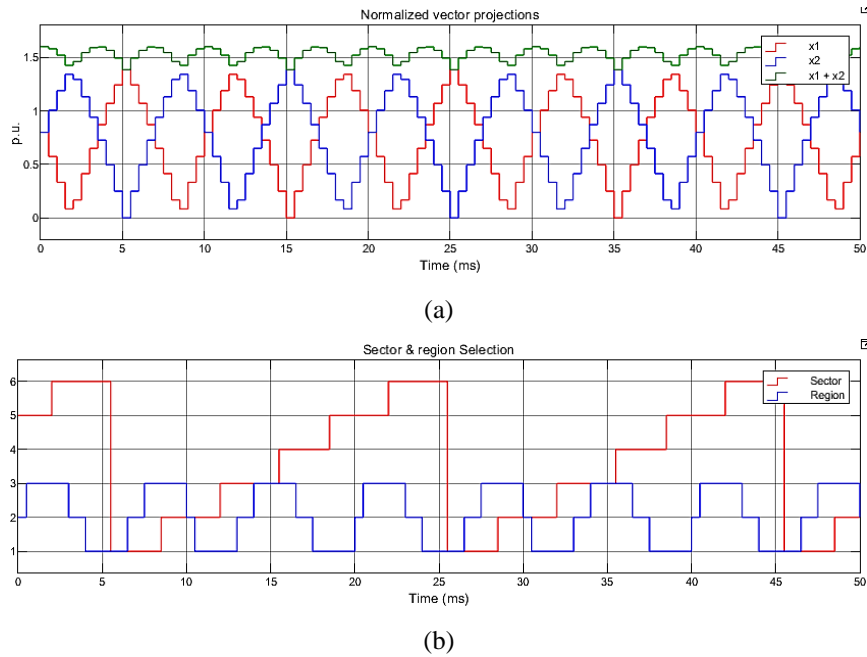 Normalized vector projections
x1
x2
x1 + x2
1.5
1
0.5
0
p.u.
0 5 10 15 20 25 30 35 40 45 50
Time (ms)
(a)
Sector & region Selection
Sector
Region
6
5
4
3
2
1
0 5 10 15 20 25 30 35 40 45 50
Time (ms)
(b)